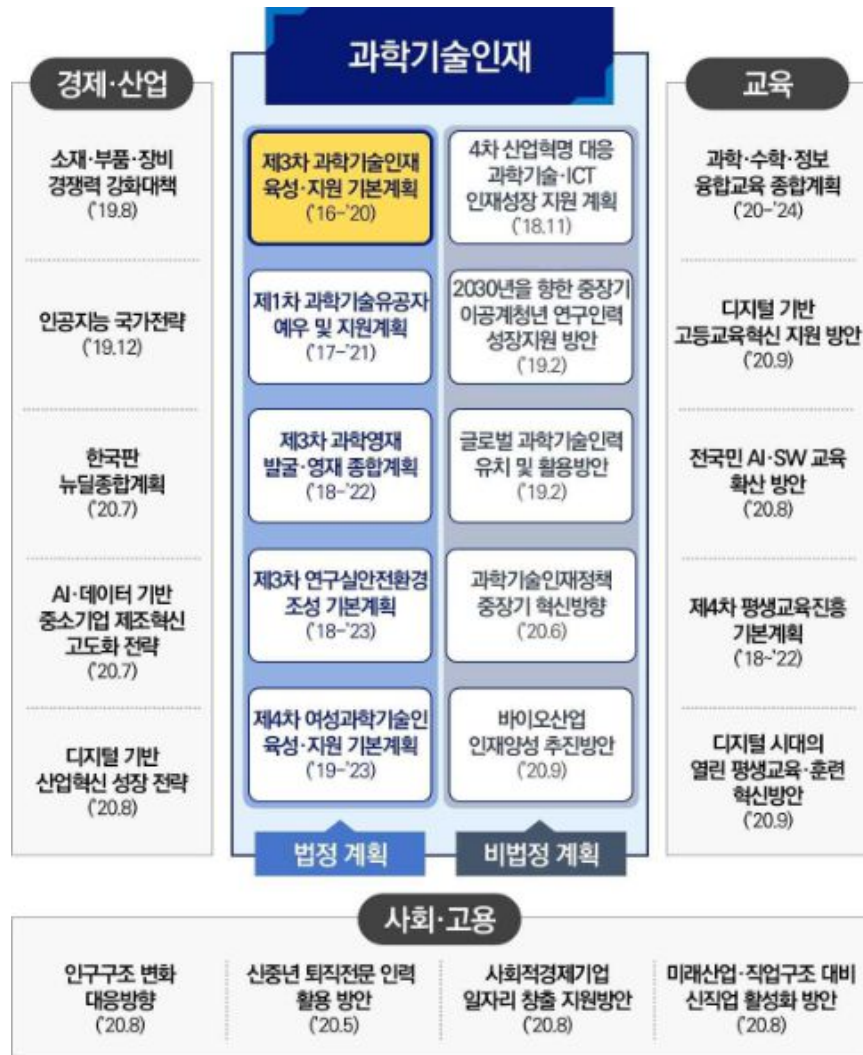 과학기술인재
경제·산업
소재·부품·장비
경쟁력 강화대책
('19.8)
인공지능 국가전략
('19.12)
한국판
뉴딜종합계획
('20.7)
AI·데이터 기반
중소기업 제조혁신
고도화 전략
('20.7)
디지털 기반
산업혁신 성장 전략
('20.8)
제3차 과학기술인재
육성·지원 기본계획
('16-'20)
제1차 과학기술유공자
예우 및 지원계획
('17-'21)
제3차 과학영재
발굴·영재 종합계획
('18-'22)
제3차 연구실안전환경
조성 기본계획
('18-'23)
제4차 여성과학기술인
육성·지원 기본계획
('19-'23)
법정 계획
4차 산업혁명 대응
과학기술·ICT
인재성장 지원 계획
('18.11)
2030년을 향한 중장기
이공계청년 연구인력
성장지원 방안
('19.2)
글로벌 과학기술인력
유치 및 활용방안
('19.2)
과학기술인재정책
중장기 혁신방향
('20.6)
바이오산업
인재양성 추진방안
('20.9)
비법정 계획
교육
과학·수학·정보
융합교육 종합계획
('20-'24)
디지털 기반
고등교육혁신 지원 방안
('20.9)
전국민 AI·SW 교육
확산 방안
('20.8)
제4차 평생교육진흥
기본계획
('18~'22)
디지털 시대의
열린 평생교육·훈련
혁신방안
('20.9)
사회·고용
인구구조 변화
대응방향
('20.8)
신중년 퇴직전문 인력
활용 방안
('20.5)
사회적경제기업
일자리 창출 지원방안
('20.8)
미래산업·직업구조 대비
신직업 활성화 방안
('20.8)